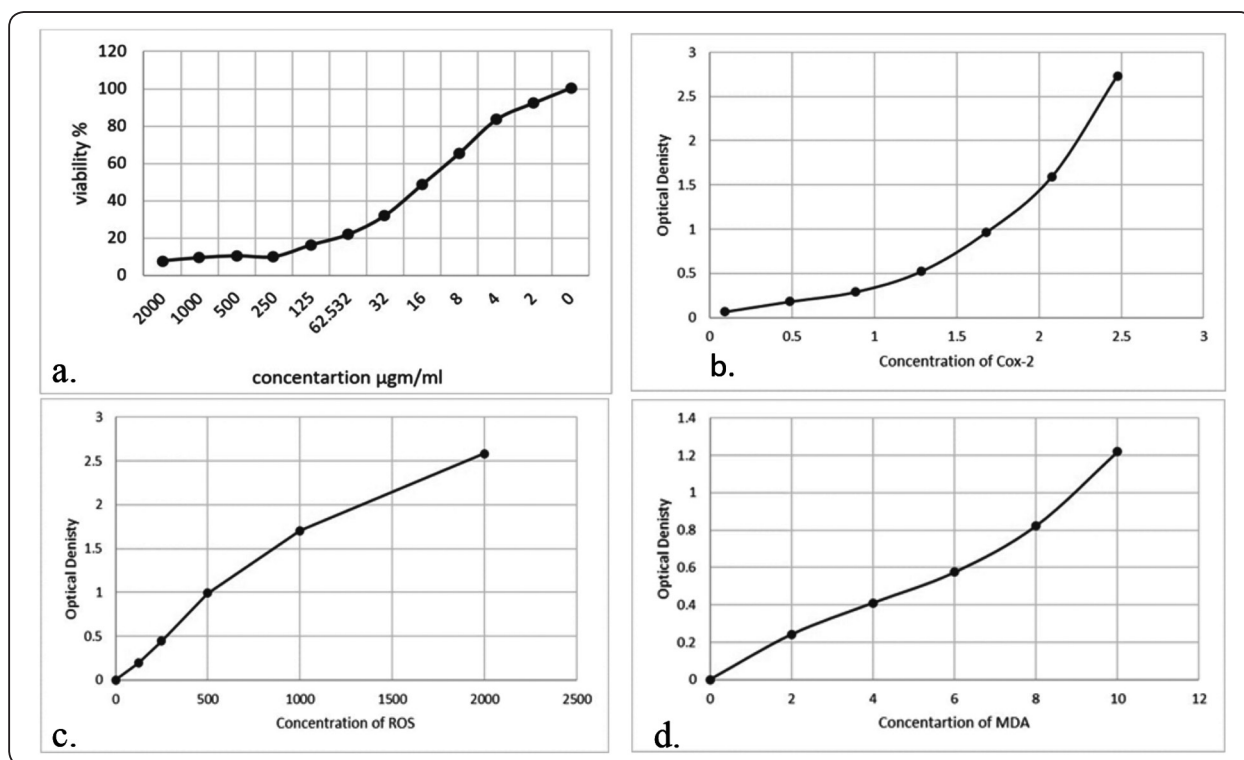 120
100
80
60
40
20
0
viability %
2000 1000 500 250 125 62.532 32 16 8 4 2 0
concentartion µgm/ml
a.
3
2.5
2
1.5
1
0.5
0
Optical Denisty
0 0.5 1 1.5 2 2.5 3
Concentration of Cox-2
b.
3
2.5
2
1.5
1
0.5
0
Optical Denisty
0 500 1000 1500 2000 2500
Concentration of ROS
c.
1.4
1.2
1
0.8
0.6
0.4
0.2
0
Optical Denisty
0 2 4 6 8 10 12
Concentartion of MDA
d.